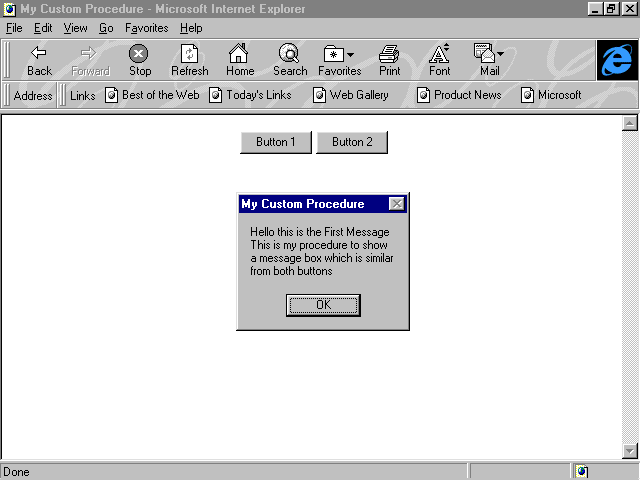 My Custom Procedure - Microsoft Internet Explorer
File Edit View Go Favorites Help
Back Forward Stop Refresh Home Search Favorites Print Font Mail
Address Links Best of the Web Today's Links Web Gallery Product News Microsoft
Button 1 Button 2
My Custom Procedure
Hello this is the First Message
This is my procedure to show
a message box which is similar
from both buttons
OK
Done